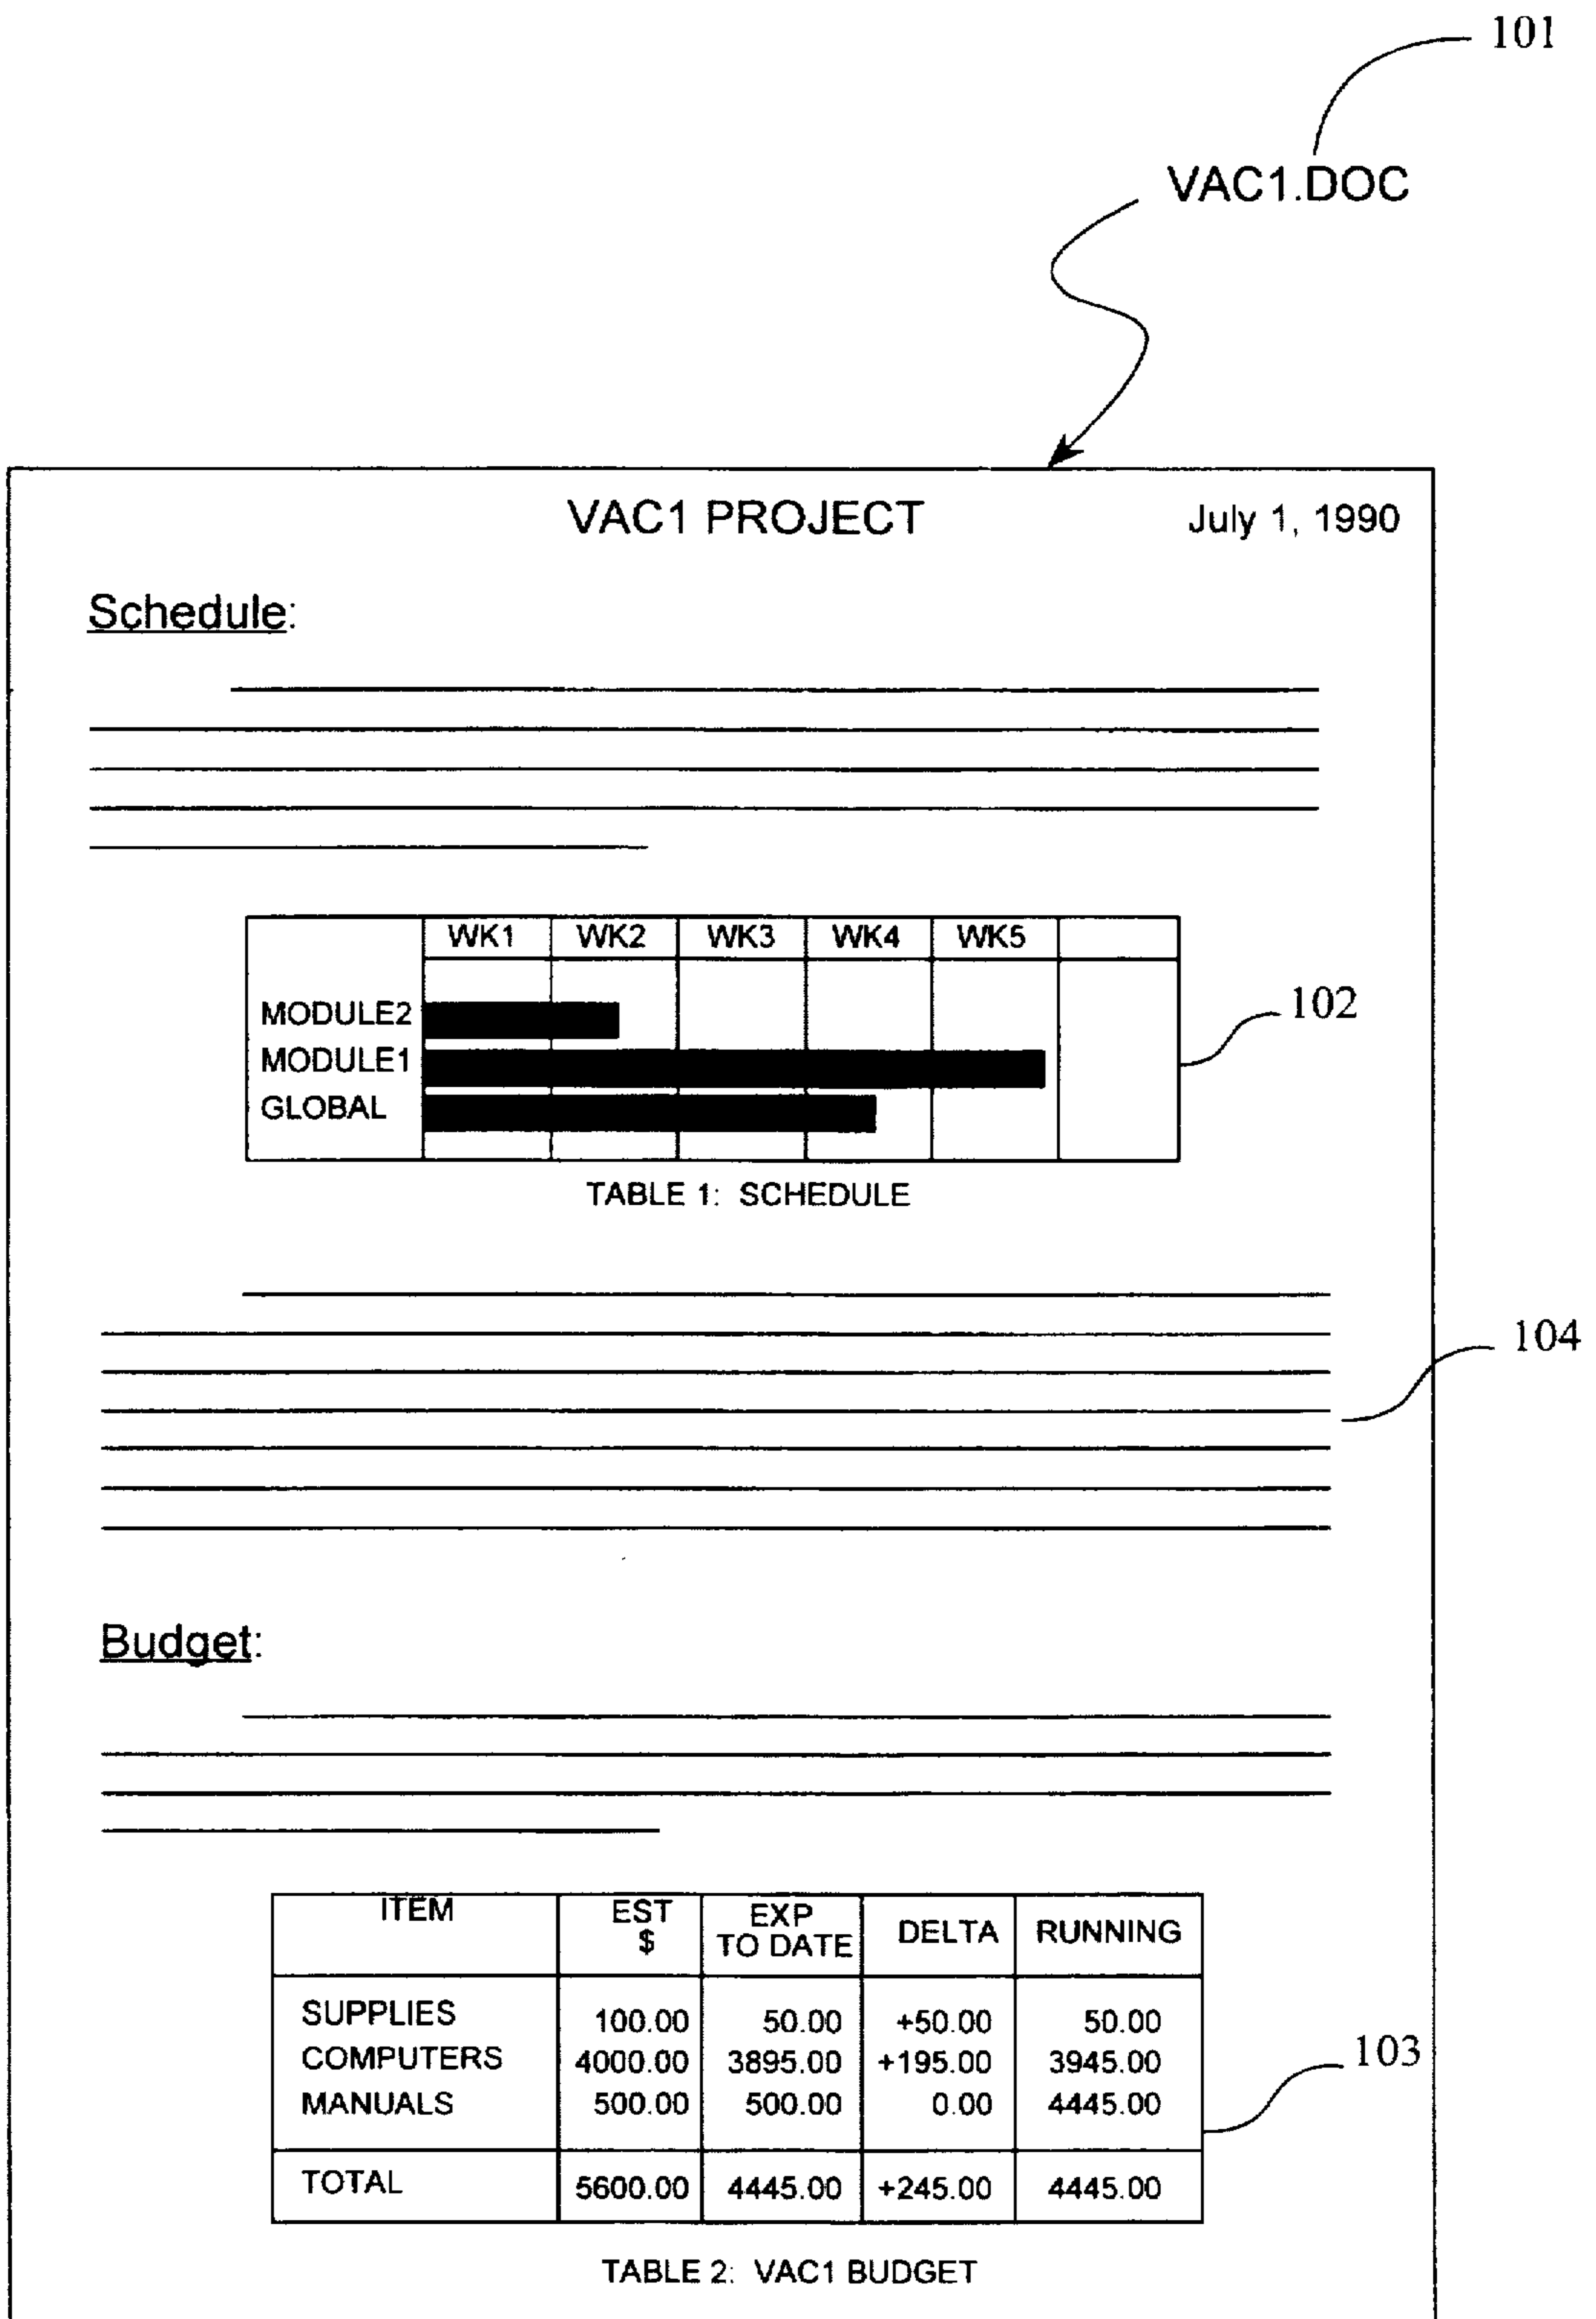 101
VAC1.DOC
VAC1 PROJECT July 1, 1990
Schedule:
WK1 WK2 WK3 WK4 WK5
MODULE2
102
MODULE1
GLOBAL
TABLE 1: SCHEDULE
104
Budget:
ITEM EST $ EXP TO DATE DELTA RUNNING
SUPPLIES 100.00 50.00 +50.00 50.00
COMPUTERS 4000.00 3895.00 +195.00 3945.00
103
MANUALS 500.00 500.00 0.00 4445.00
TOTAL 5600.00 4445.00 +245.00 4445.00
TABLE 2: VAC1 BUDGET